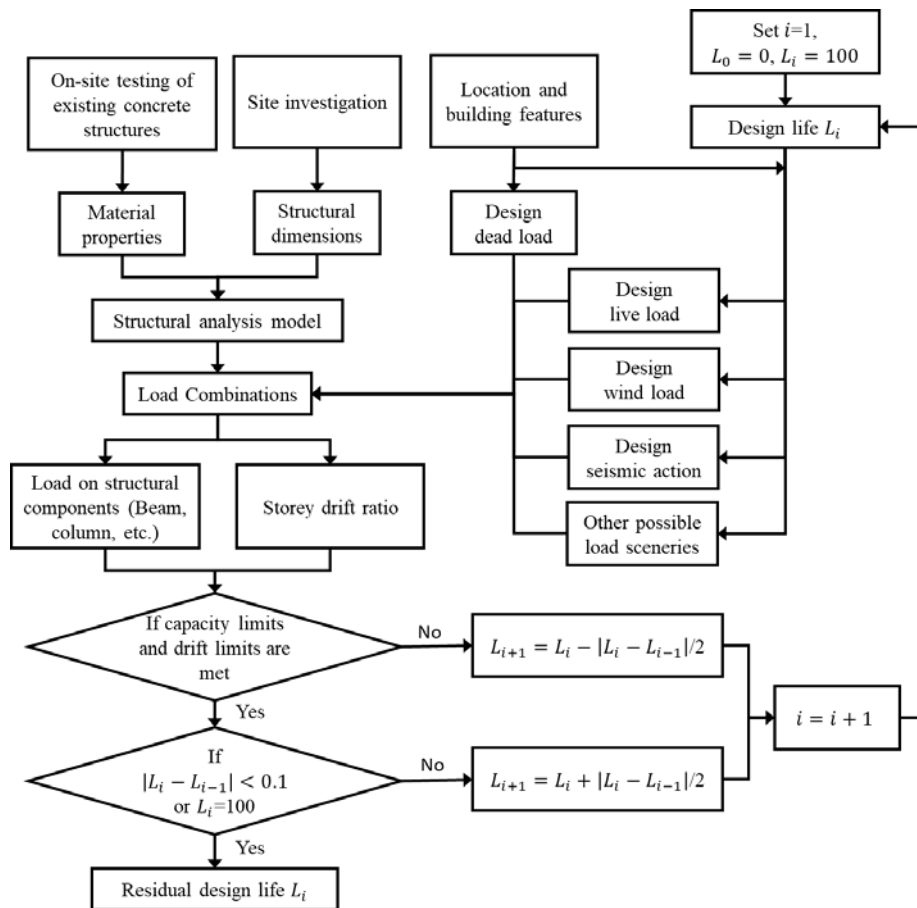 Set i=1,
L₀ = 0, Lᵢ = 100
On-site testing of
existing concrete
structures
Site investigation
Location and
building features
Design life Lᵢ
Material
properties
Structural
dimensions
Design
dead load
Design
live load
Structural analysis model
Design
wind load
Load Combinations
Design
seismic action
Load on structural
components (Beam,
column, etc.)
Storey drift ratio
Other possible
load sceneries
If capacity limits
and drift limits are
met
No
Lᵢ₊₁ = Lᵢ − |Lᵢ − Lᵢ₋₁|/2
Yes
i = i + 1
If
|Lᵢ − Lᵢ₋₁| < 0.1
or Lᵢ=100
No
Lᵢ₊₁ = Lᵢ + |Lᵢ − Lᵢ₋₁|/2
Yes
Residual design life Lᵢ